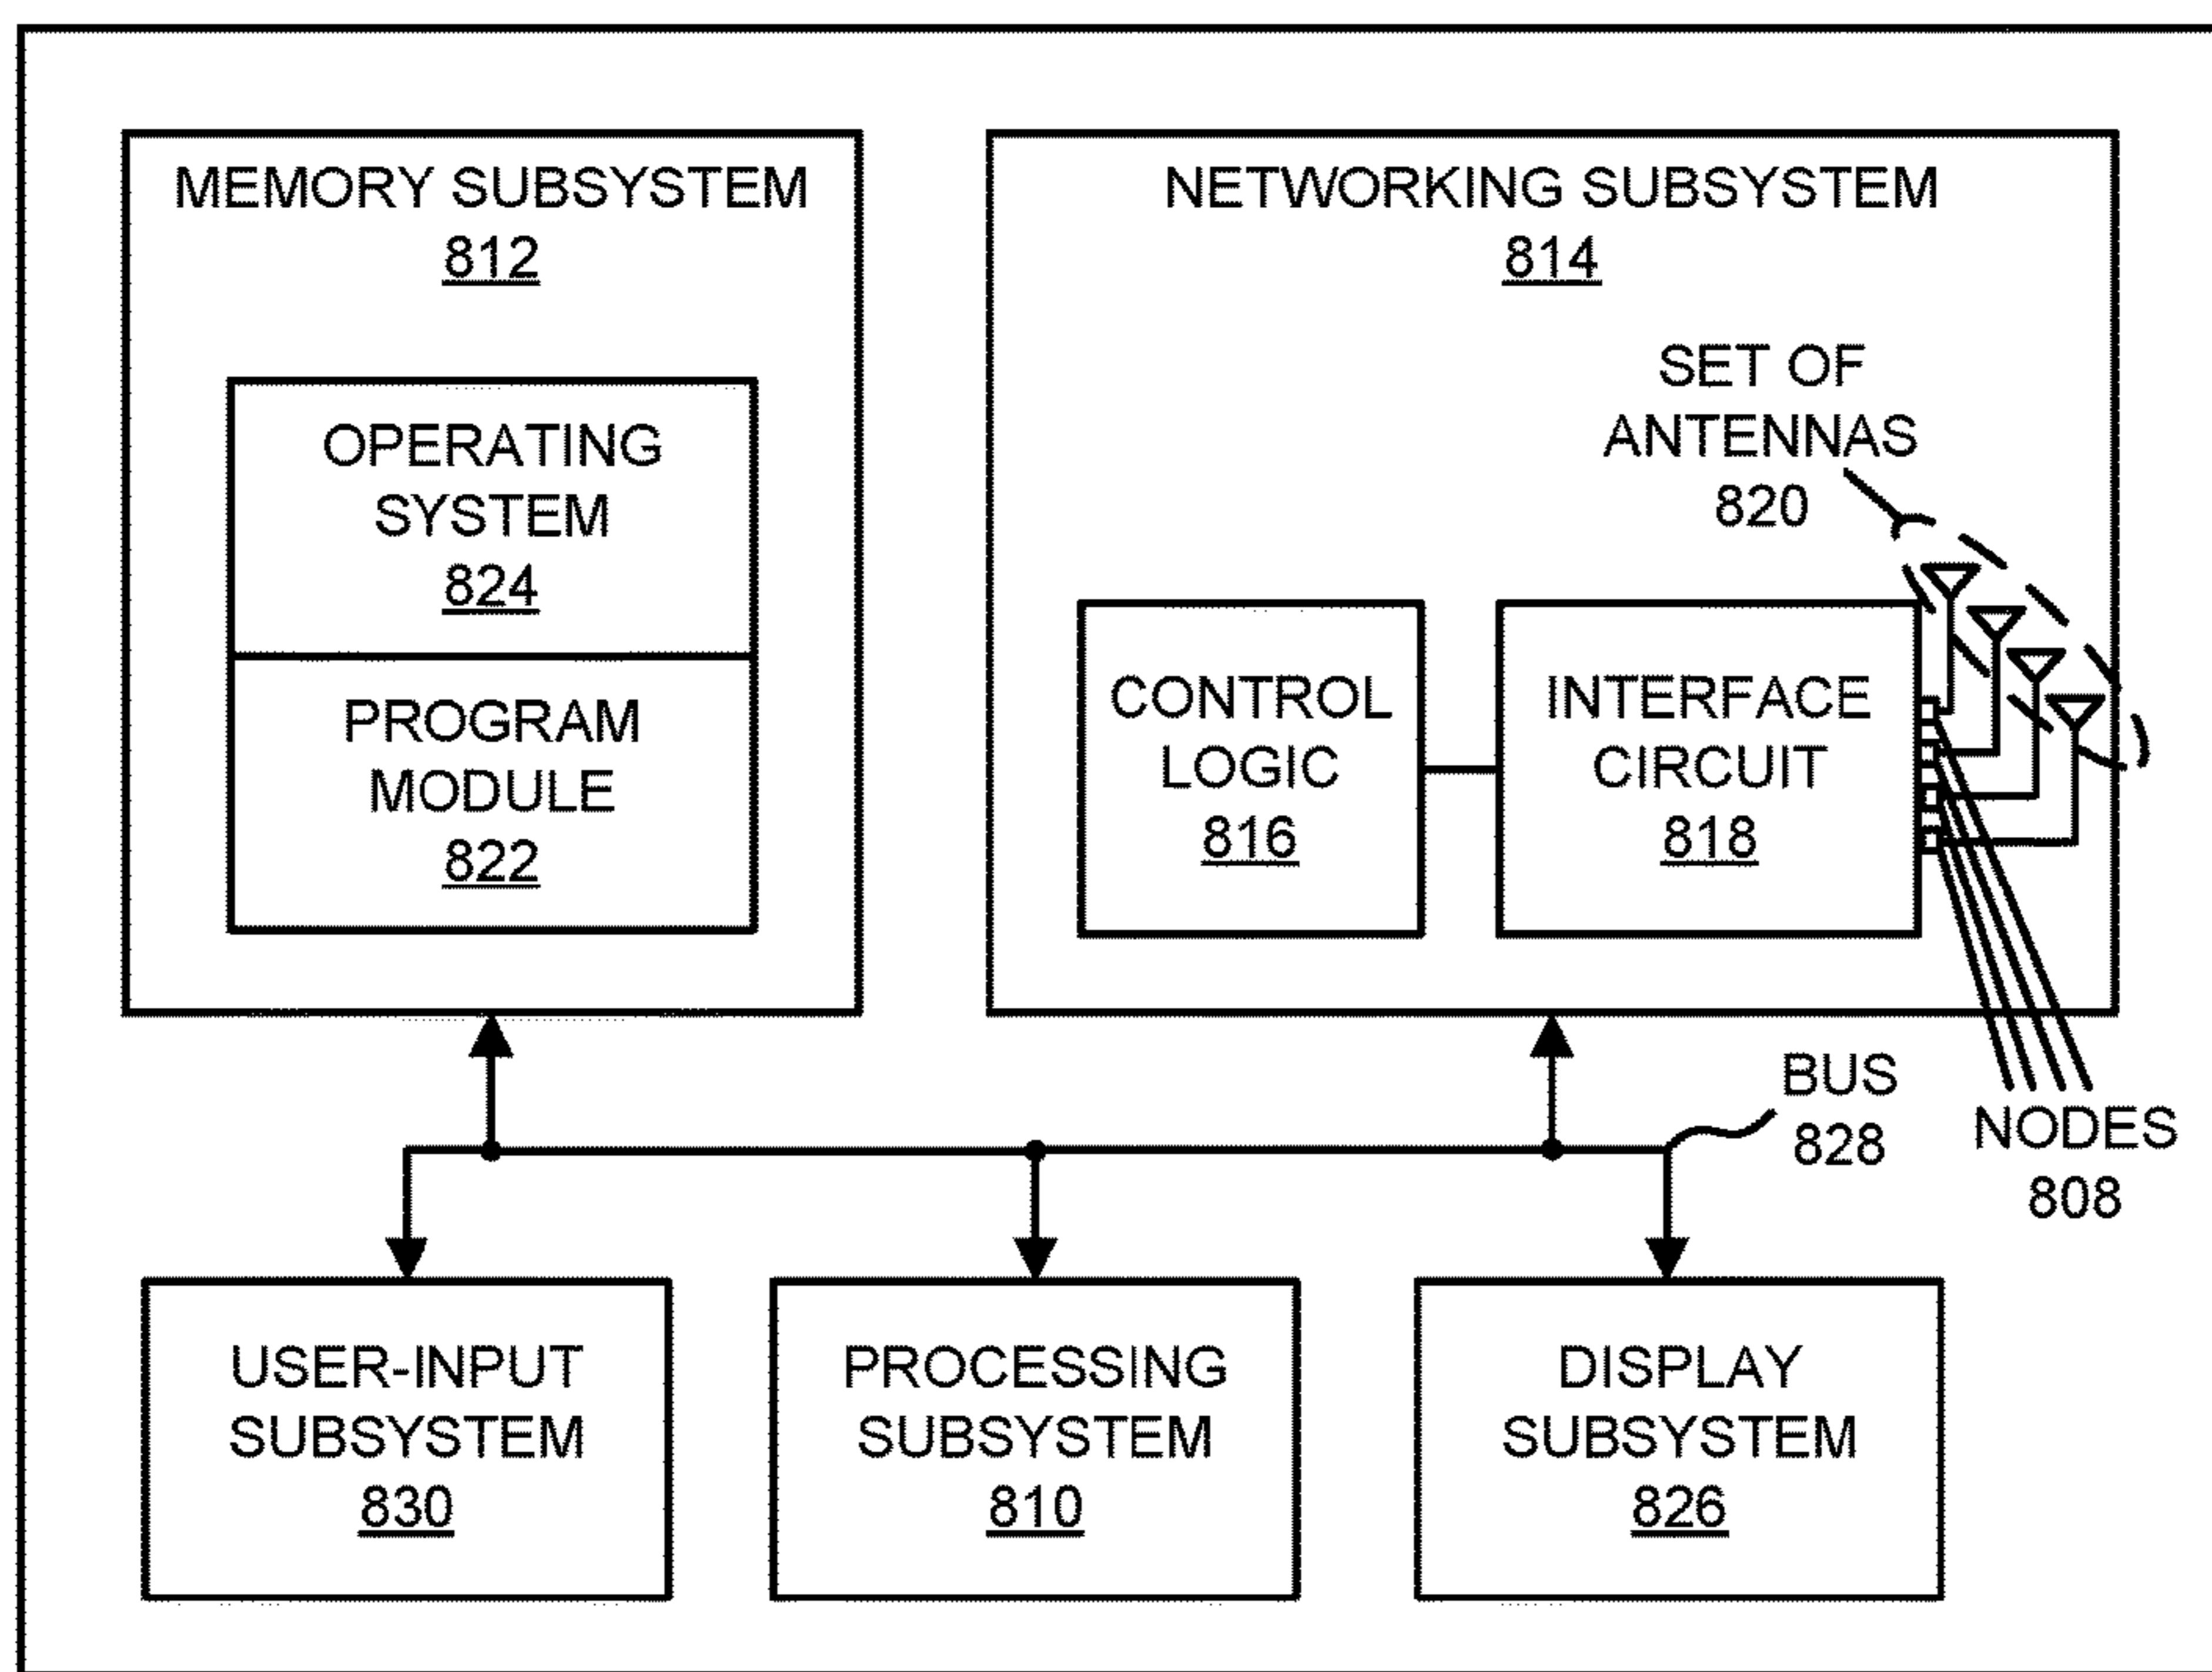 MEMORY SUBSYSTEM
812
OPERATING
SYSTEM
824
PROGRAM
MODULE
822
NETWORKING SUBSYSTEM
814
SET OF
ANTENNAS
820
CONTROL
LOGIC
816
INTERFACE
CIRCUIT
818
BUS
828
NODES
808
USER-INPUT
SUBSYSTEM
830
PROCESSING
SUBSYSTEM
810
DISPLAY
SUBSYSTEM
826